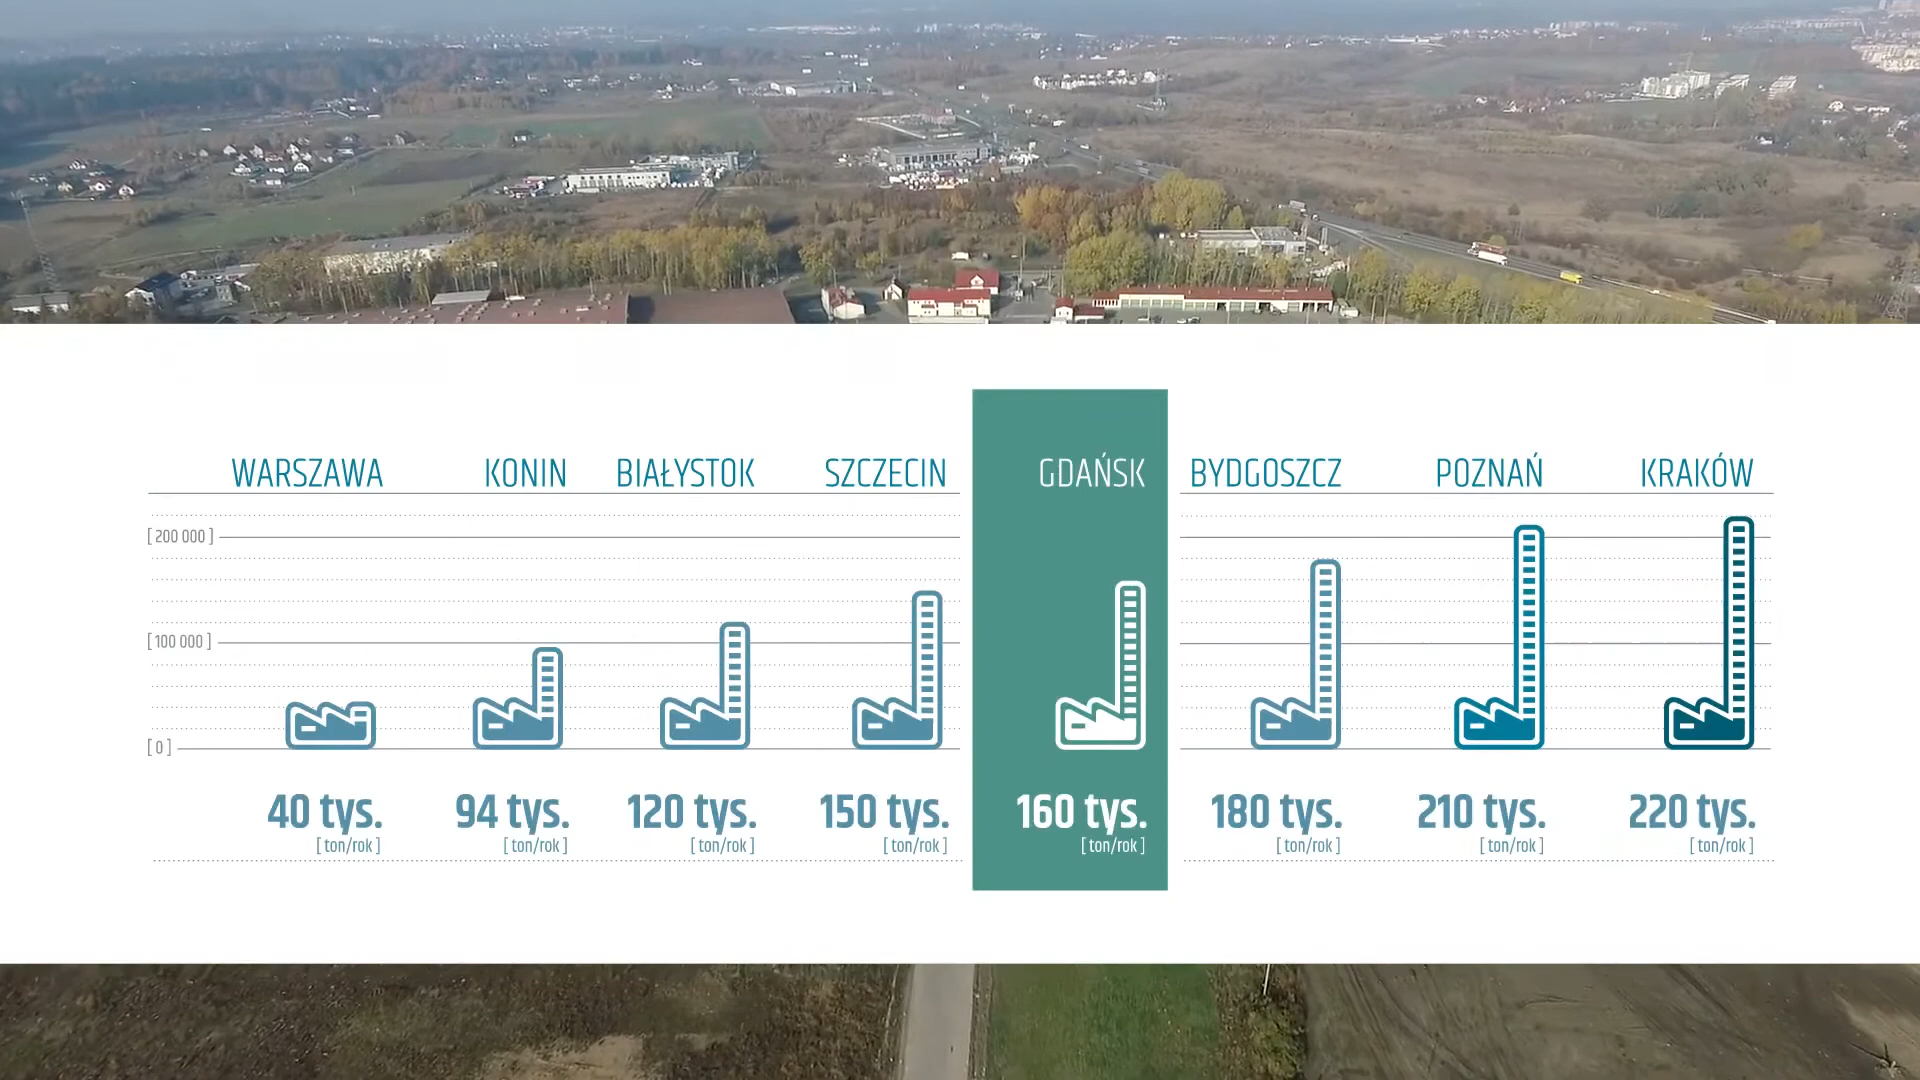 WARSZAWA KONIN BIAŁYSTOK SZCZECIN GDAŃSK BYDGOSZCZ POZNAŃ KRAKÓW
[ 200 000 ]
[ 100 000 ]
[ 0 ]
40 tys. 94 tys. 120 tys. 150 tys. 160 tys. 180 tys. 210 tys. 220 tys.
[ ton/rok ] [ ton/rok ] [ ton/rok ] [ ton/rok ] [ ton/rok ] [ ton/rok ] [ ton/rok ] [ ton/rok ]